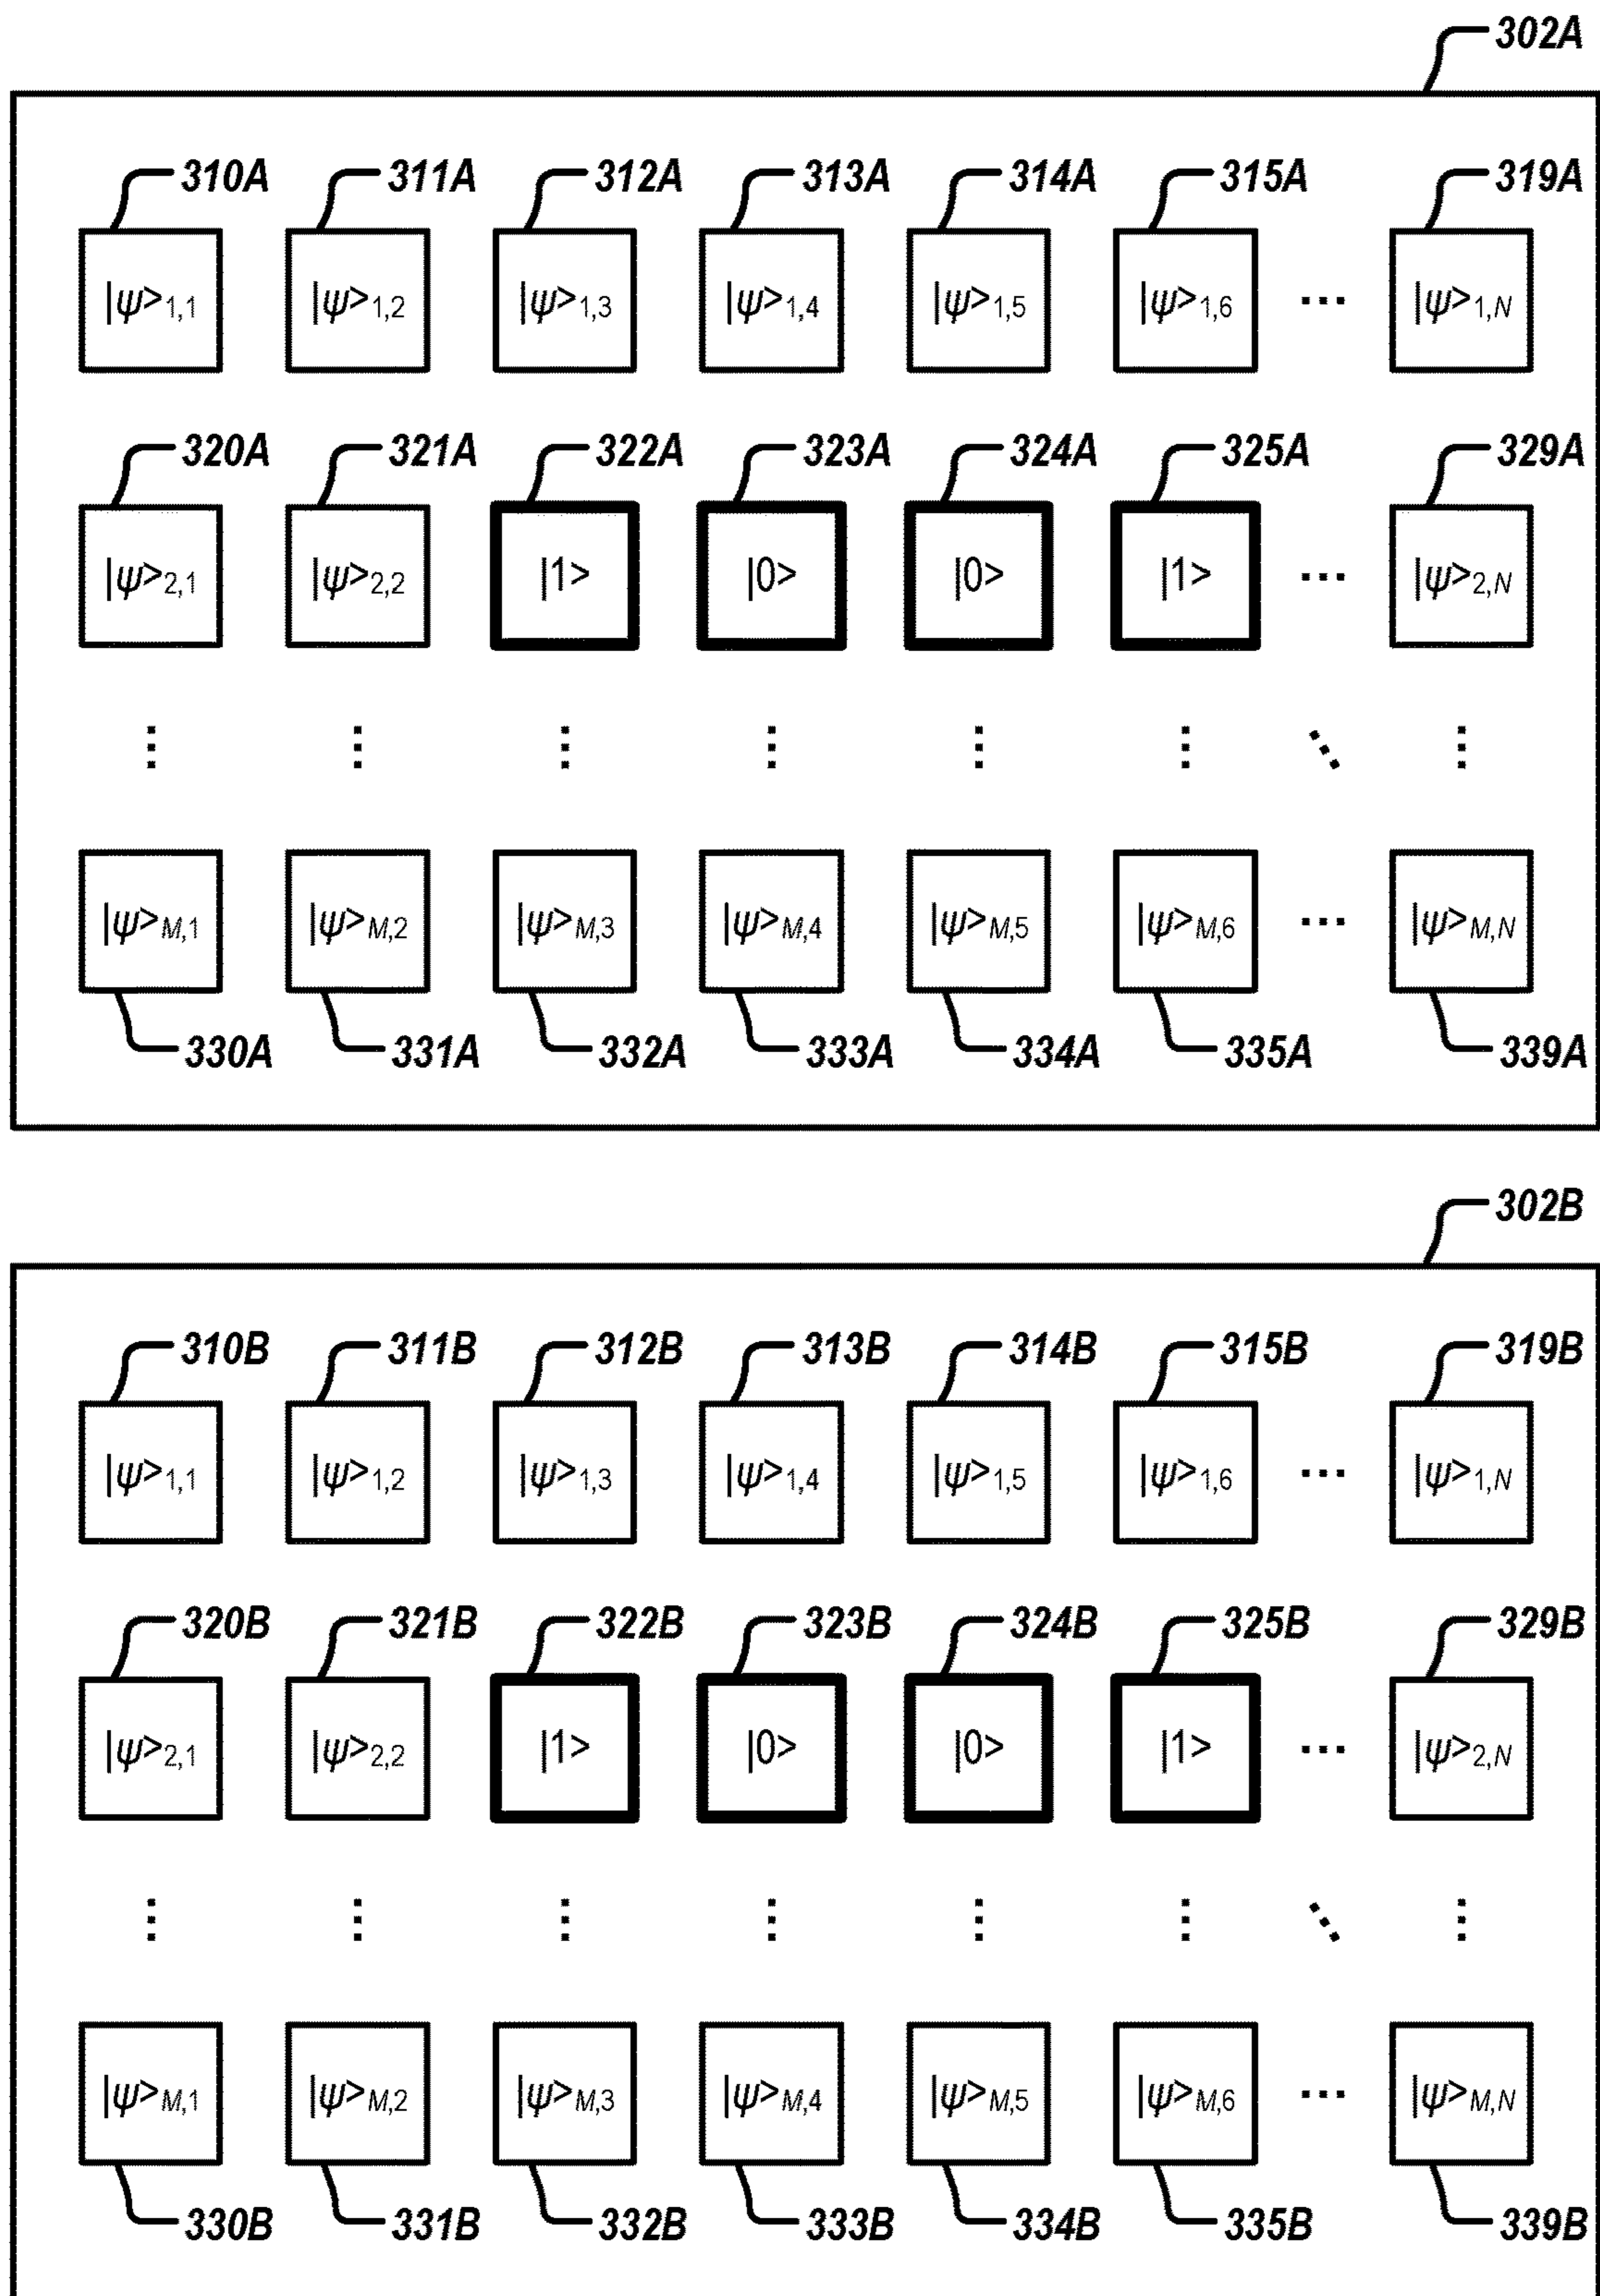 302A
310A 311A 312A 313A 314A 315A 319A
|ψ>1,1 |ψ>1,2 |ψ>1,3 |ψ>1,4 |ψ>1,5 |ψ>1,6 ... |ψ>1,N
320A 321A 322A 323A 324A 325A 329A
|ψ>2,1 |ψ>2,2 |1> |0> |0> |1> ... |ψ>2,N
|ψ>M,1 |ψ>M,2 |ψ>M,3 |ψ>M,4 |ψ>M,5 |ψ>M,6 ... |ψ>M,N
330A 331A 332A 333A 334A 335A 339A
302B
310B 311B 312B 313B 314B 315B 319B
|ψ>1,1 |ψ>1,2 |ψ>1,3 |ψ>1,4 |ψ>1,5 |ψ>1,6 ... |ψ>1,N
320B 321B 322B 323B 324B 325B 329B
|ψ>2,1 |ψ>2,2 |1> |0> |0> |1> ... |ψ>2,N
|ψ>M,1 |ψ>M,2 |ψ>M,3 |ψ>M,4 |ψ>M,5 |ψ>M,6 ... |ψ>M,N
330B 331B 332B 333B 334B 335B 339B